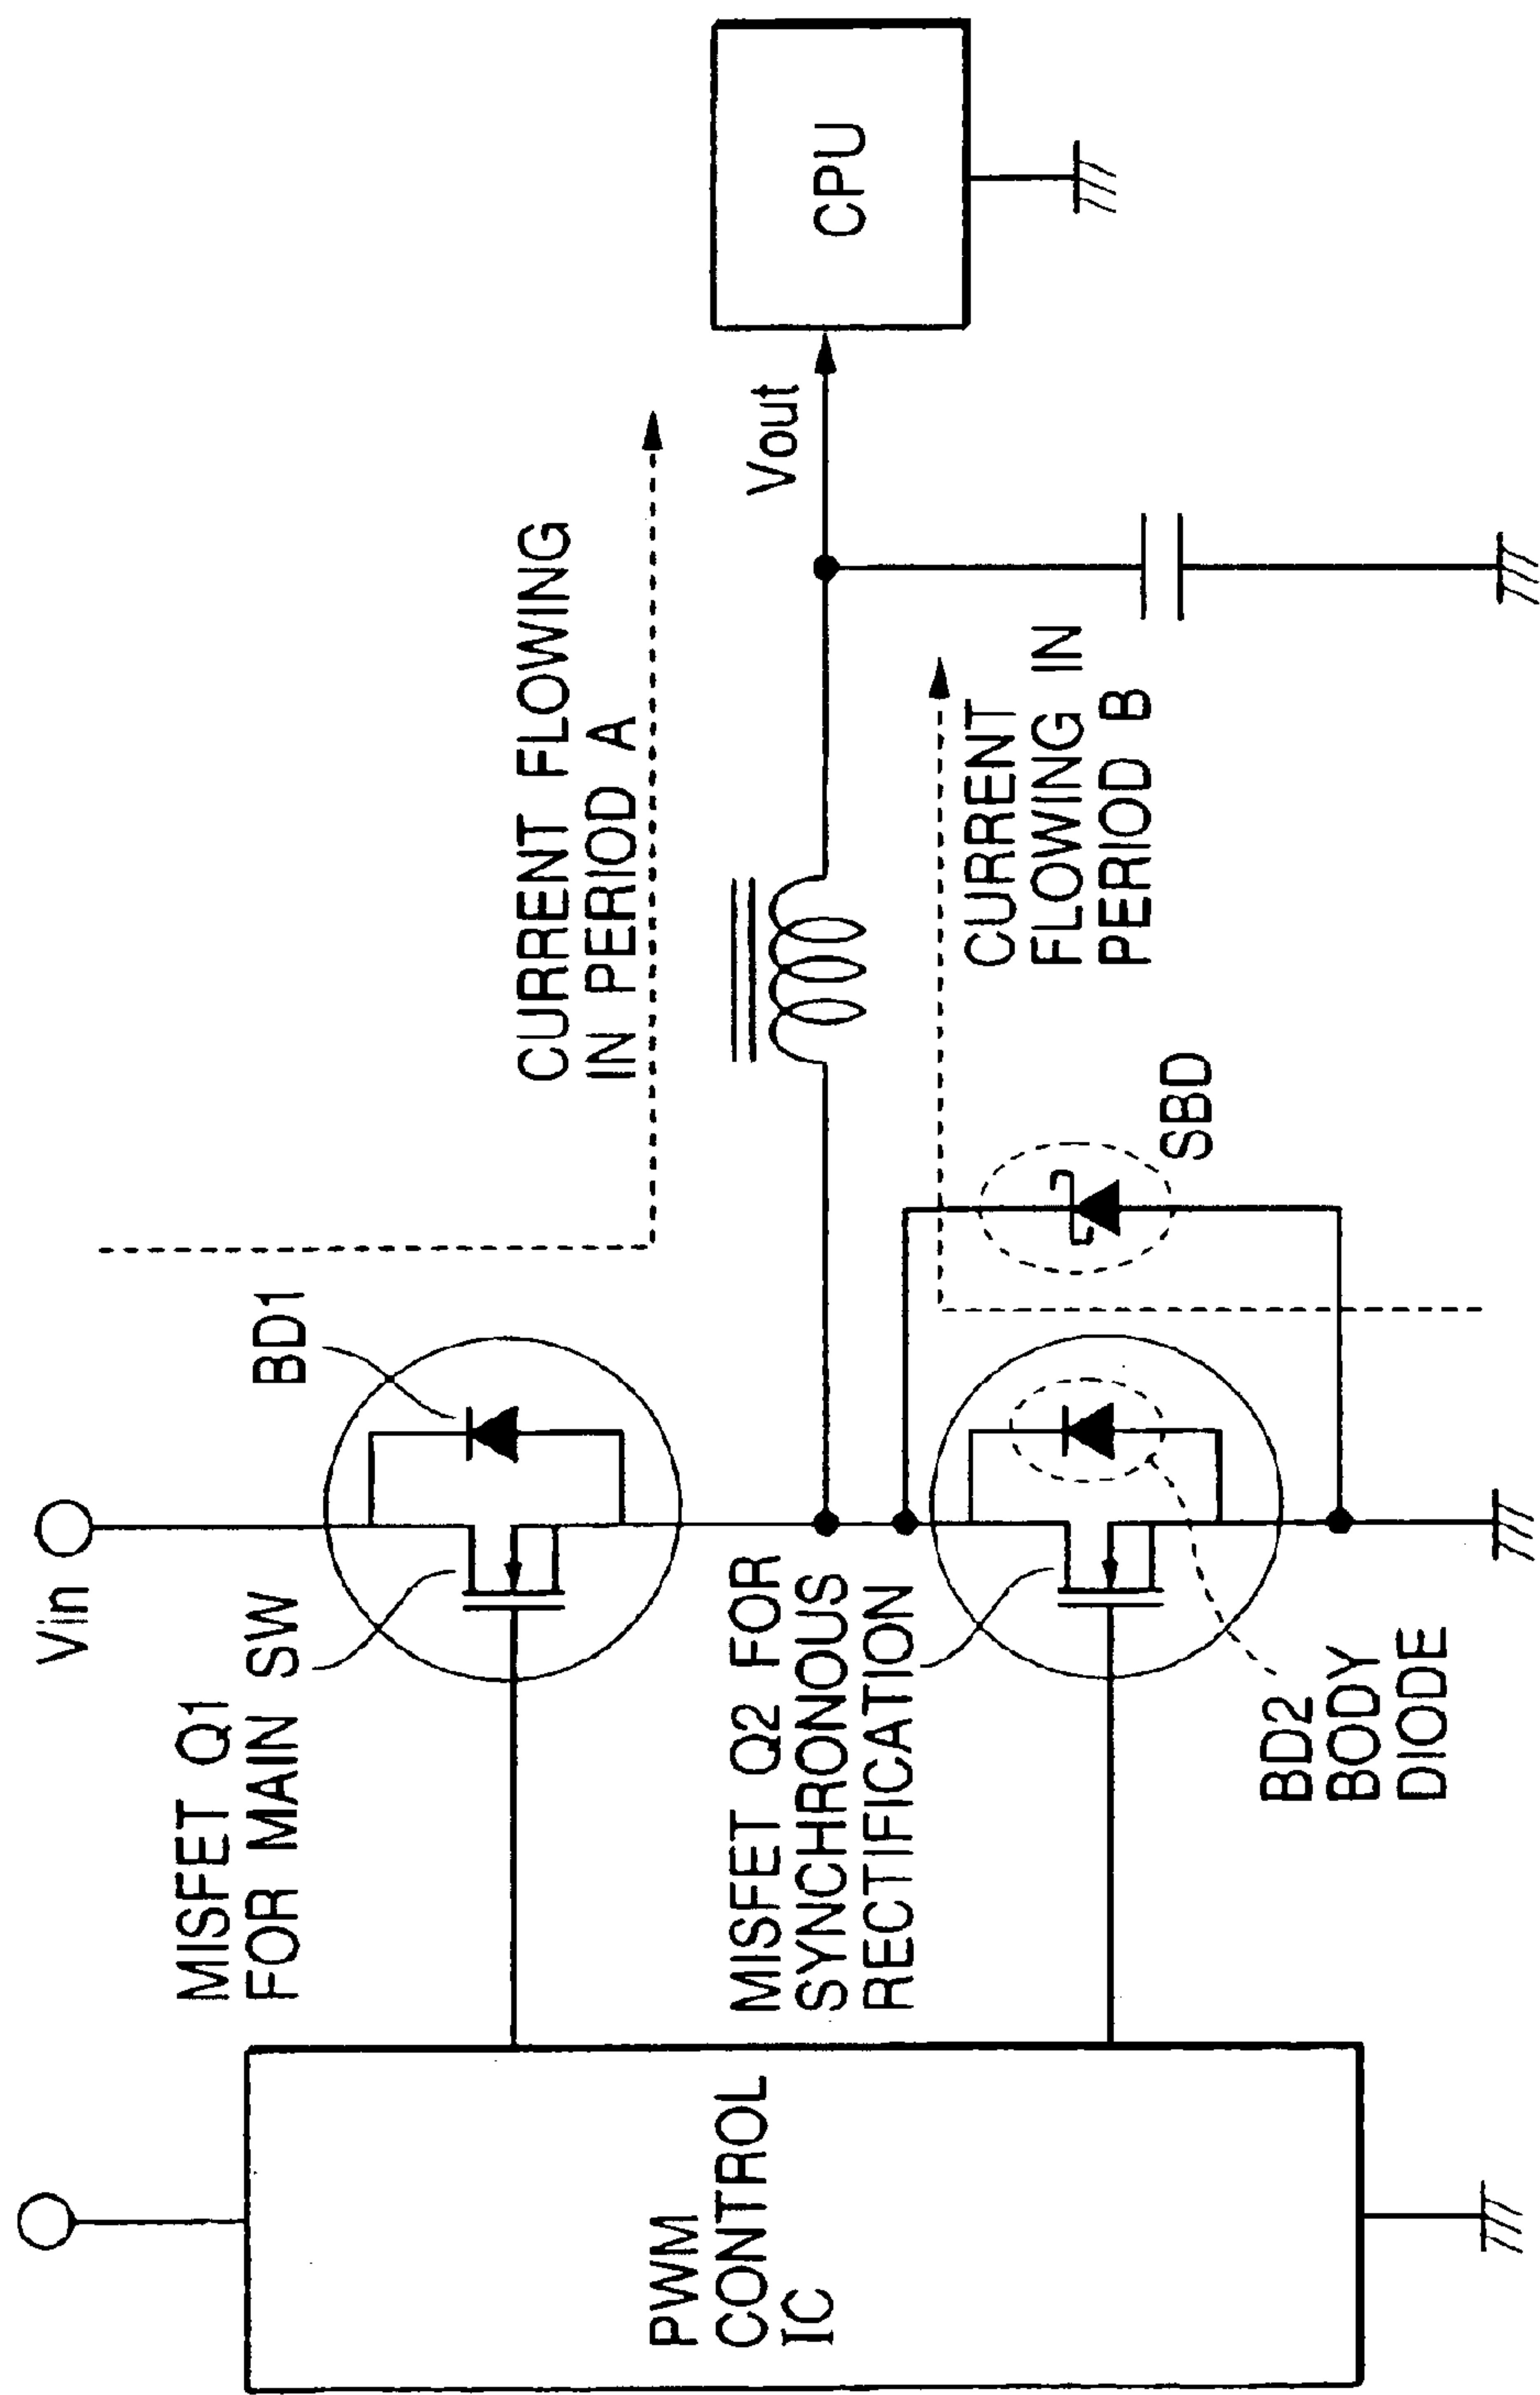 Vin
MISFET Q1
FOR MAIN SW
BD1
CURRENT FLOWING
IN PERIOD A
Vout
CPU
PWM
CONTROL
IC
MISFET Q2 FOR
SYNCHRONOUS
RECTIFICATION
BD2
BODY
DIODE
SBD
CURRENT
FLOWING IN
PERIOD B